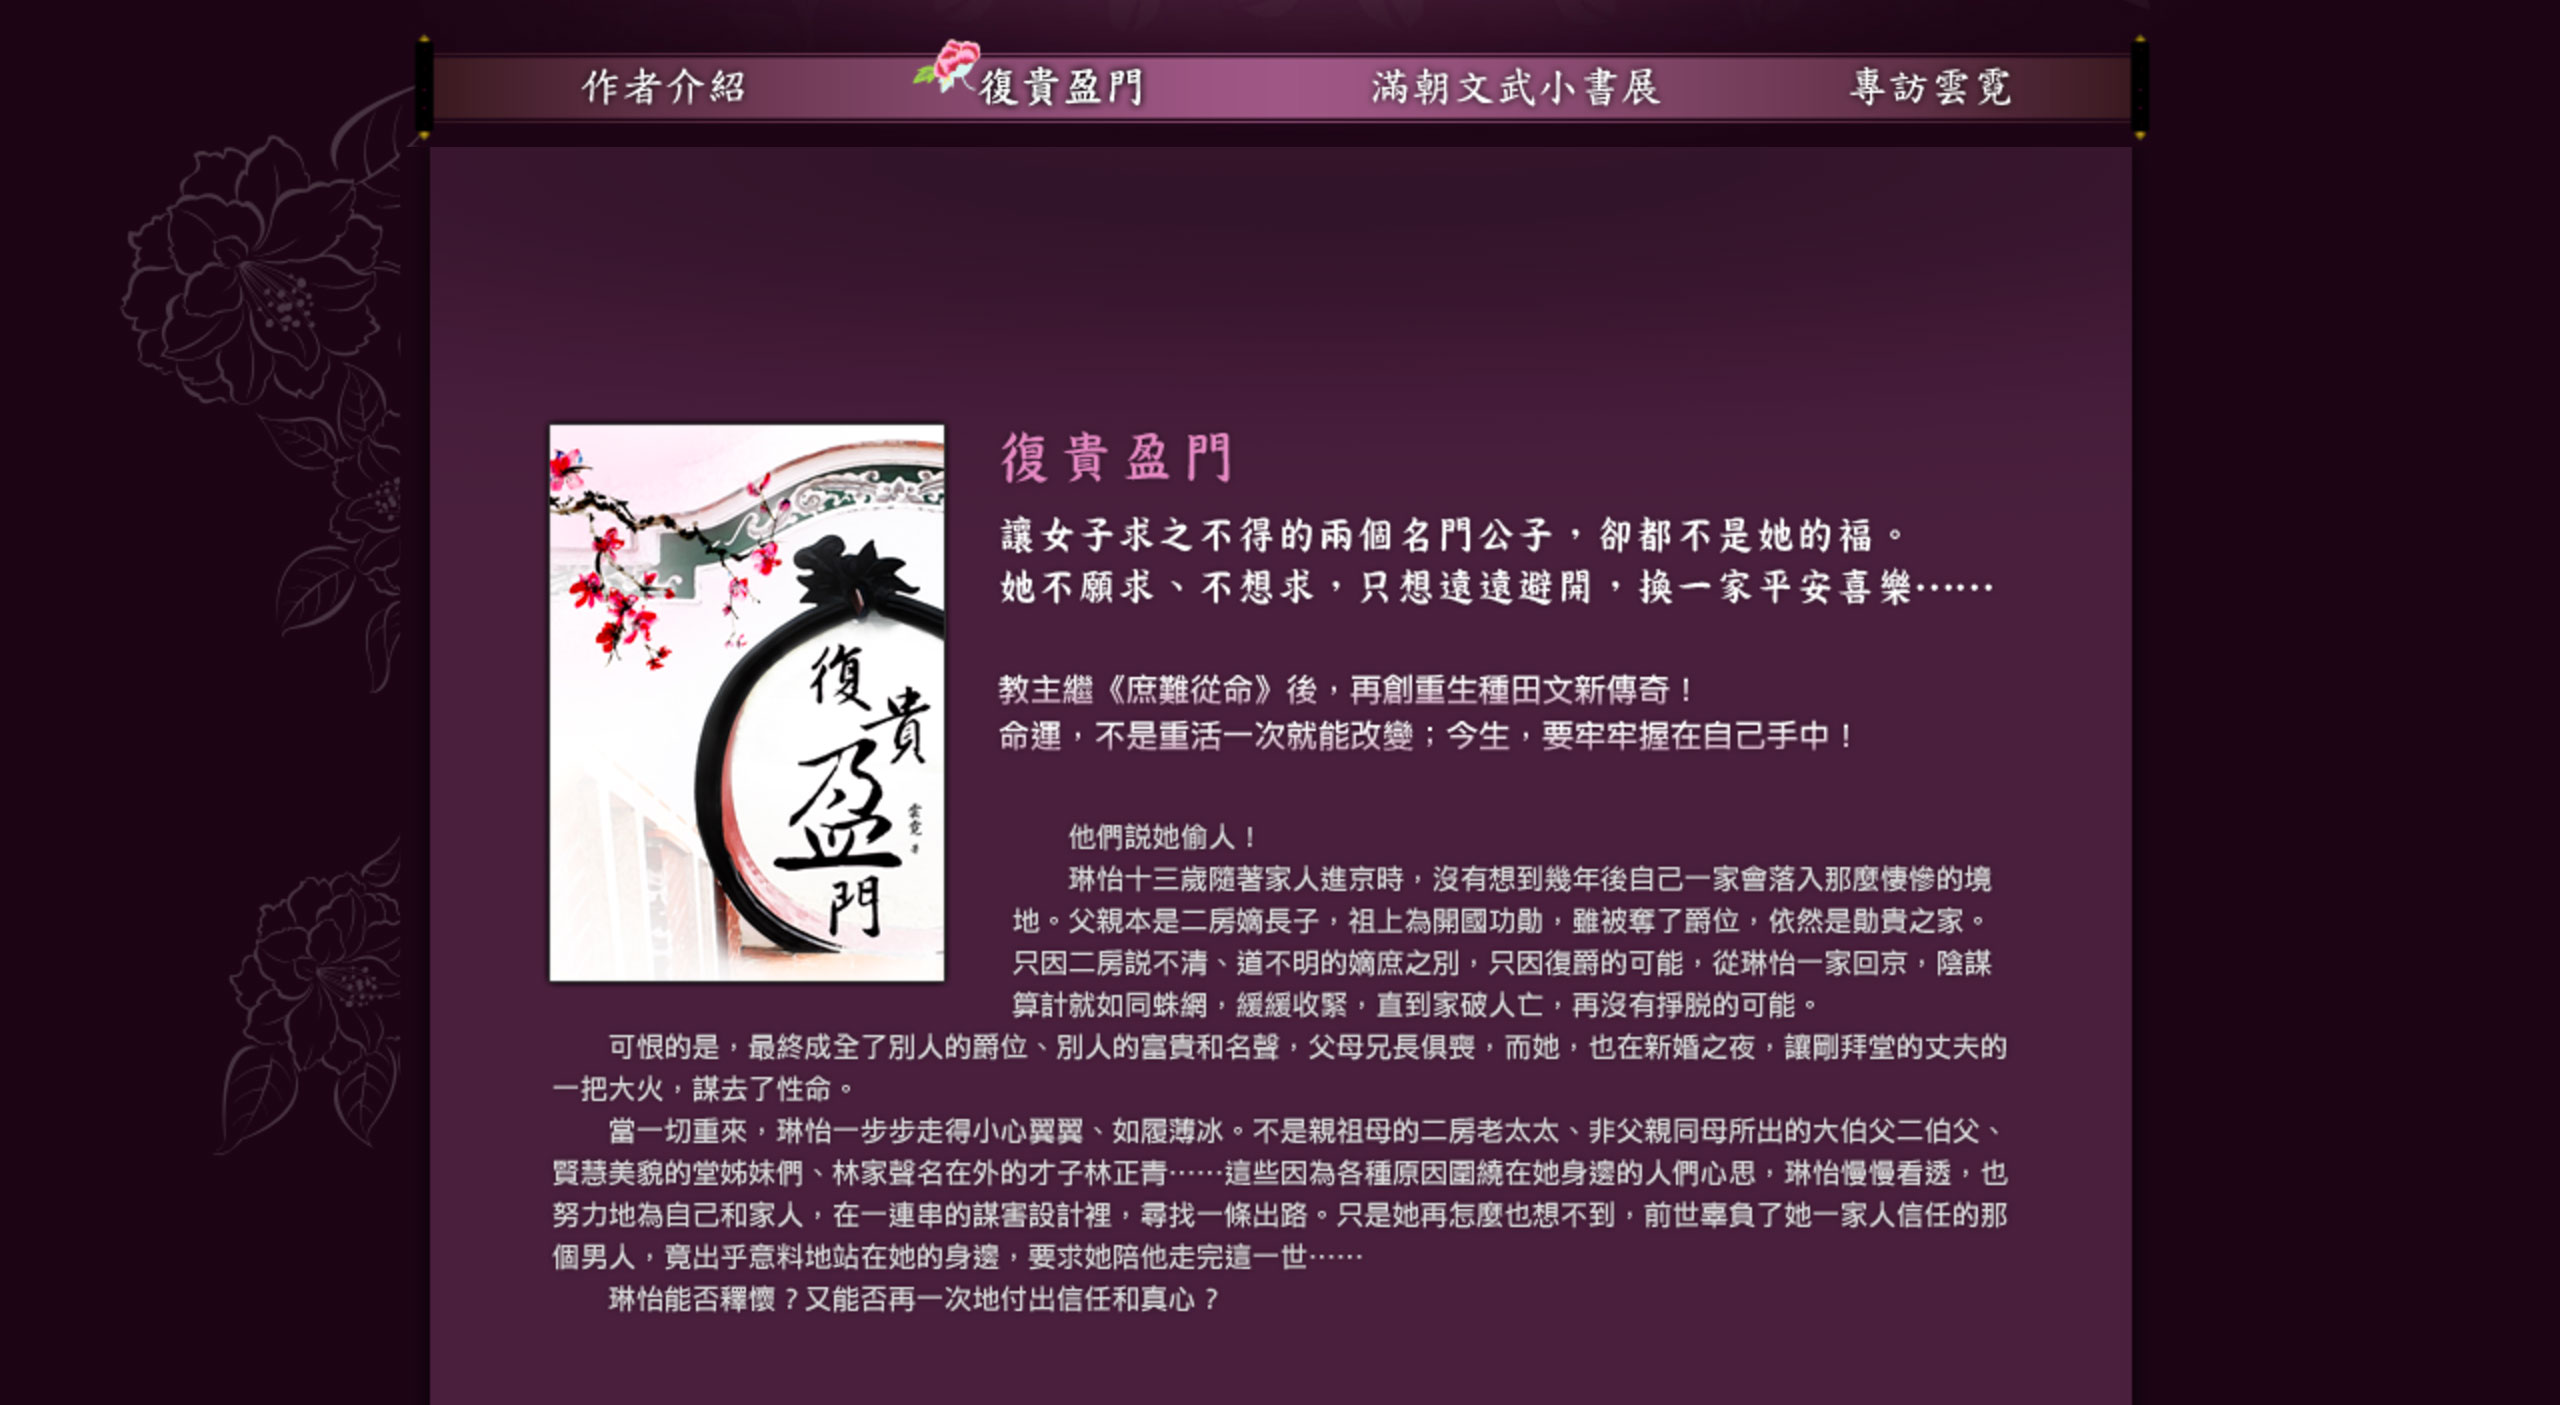 作者介紹
復貴盈門
滿朝文武小書展
專訪雲霓
復貴盈門
雲霓 著
復貴盈門
讓女子求之不得的兩個名門公子，卻都不是她的福。
她不願求、不想求，只想遠遠避開，換一家平安喜樂……
教主繼《庶難從命》後，再創重生種田文新傳奇！
命運，不是重活一次就能改變；今生，要牢牢握在自己手中！
他們說她偷人！
琳怡十三歲隨著家人進京時，沒有想到幾年後自己一家會落入那麼悽慘的境
地。父親本是二房嫡長子，祖上為開國功勛，雖被奪了爵位，依然是勛貴之家。
只因二房說不清、道不明的嫡庶之別，只因復爵的可能，從琳怡一家回京，陰謀
算計就如同蛛網，緩緩收緊，直到家破人亡，再沒有掙脱的可能。
可恨的是，最終成全了別人的爵位、別人的富貴和名聲，父母兄長俱喪，而她，也在新婚之夜，讓剛拜堂的丈夫的
一把大火，謀去了性命。
當一切重來，琳怡一步步走得小心翼翼、如履薄冰。不是親祖母的二房老太太、非父親同母所出的大伯父二伯父、
賢慧美貌的堂姊妹們、林家聲名在外的才子林正青……這些因為各種原因圍繞在她身邊的人們心思，琳怡慢慢看透，也
努力地為自己和家人，在一連串的謀害設計裡，尋找一條出路。只是她再怎麼也想不到，前世辜負了她一家人信任的那
個男人，竟出乎意料地站在她的身邊，要求她陪他走完這一世……
琳怡能否釋懷？又能否再一次地付出信任和真心？